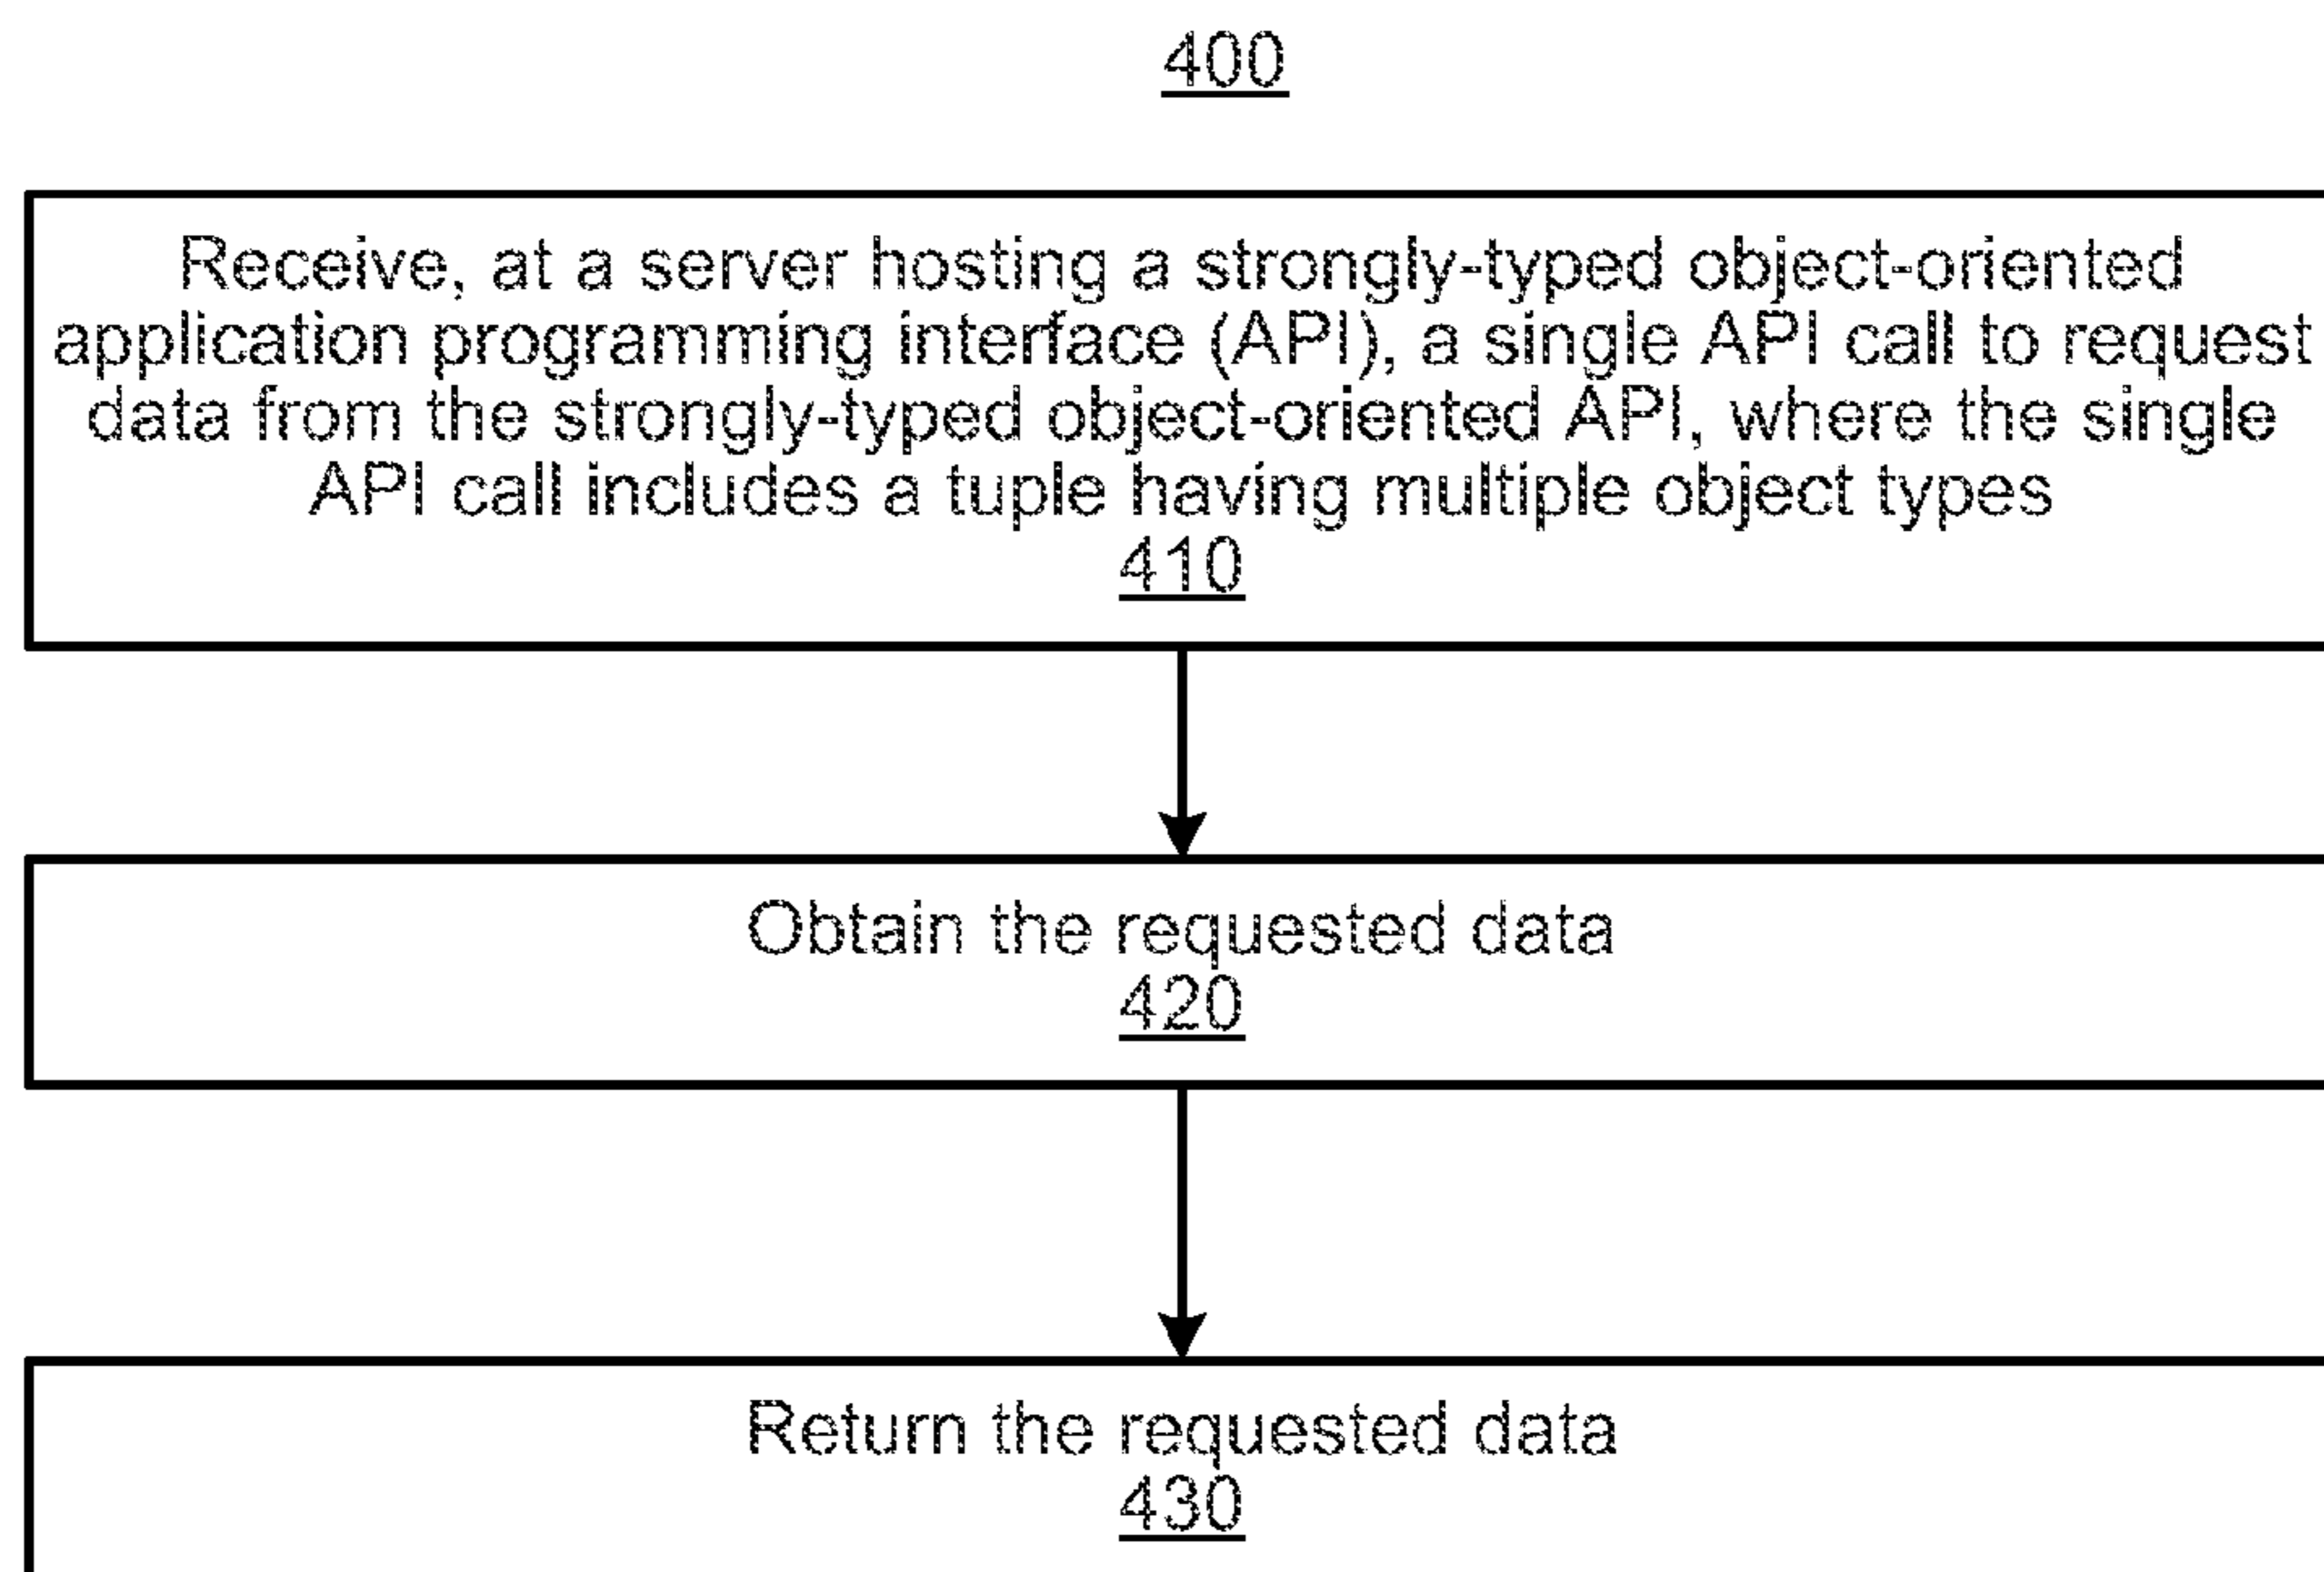 400
Receive, at a server hosting a strongly-typed object-oriented
application programming interface (API), a single API call to request
data from the strongly-typed object-oriented API, where the single
API call includes a tuple having multiple object types
410
Obtain the requested data
420
Return the requested data
430